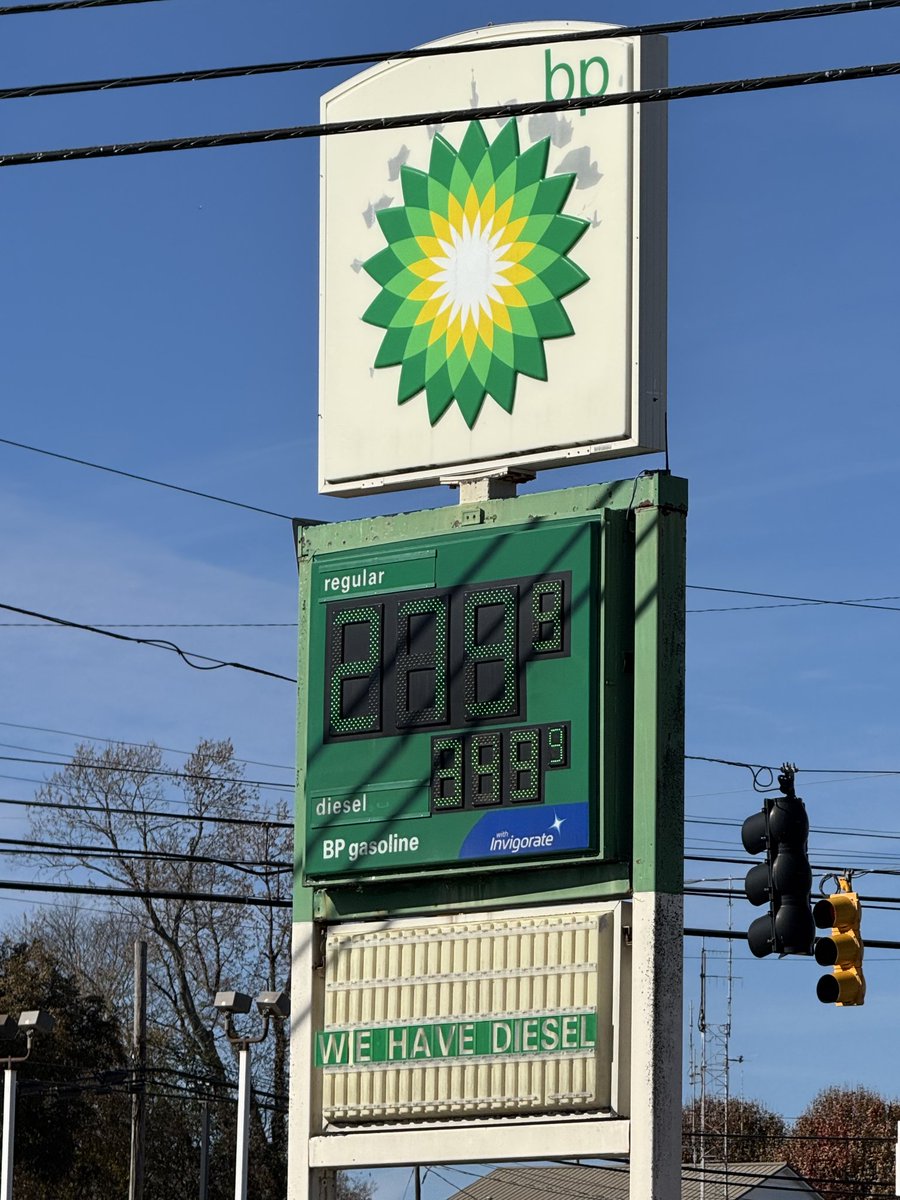 bp
regular
diesel
BP gasoline
with
Invigorate
WE HAVE DIESEL